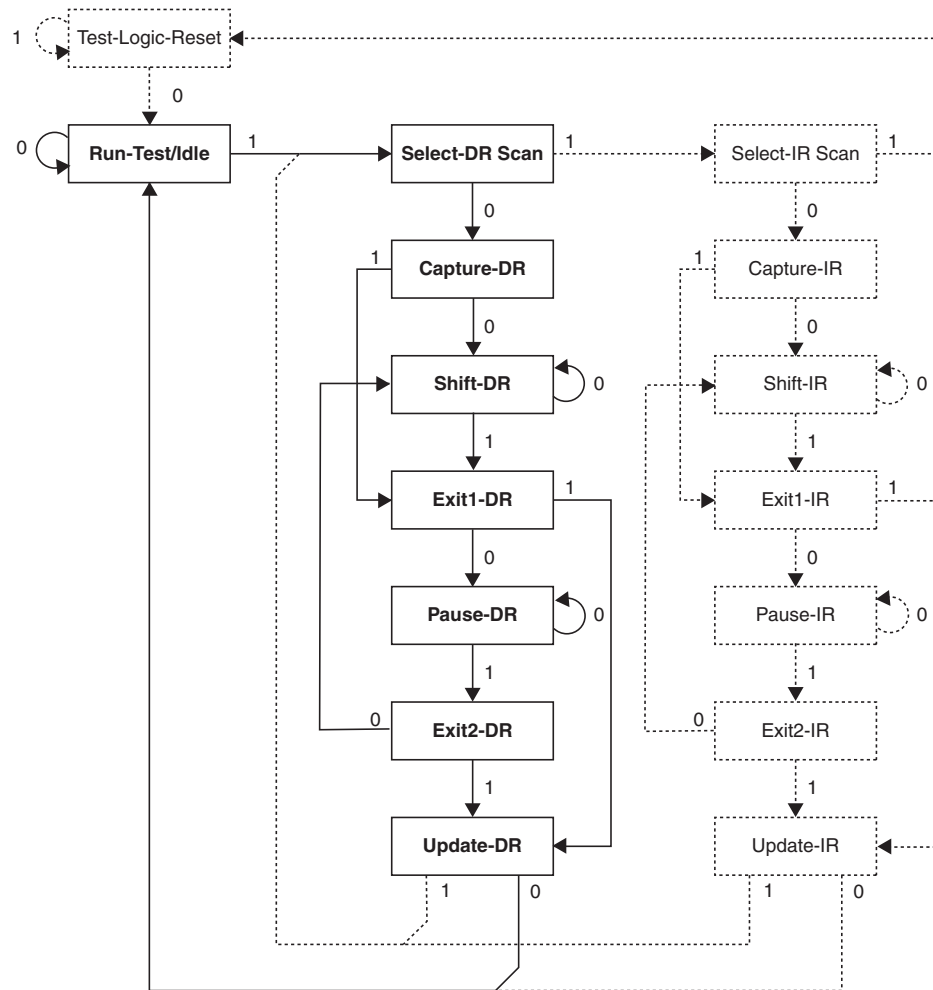 Test-Logic-Reset
1
0
0
Run-Test/Idle
1
Select-DR Scan
1
Select-IR Scan
1
0
0
1
Capture-DR
1
Capture-IR
0
0
Shift-DR
0
Shift-IR
0
1
1
Exit1-DR
1
Exit1-IR
1
0
0
Pause-DR
0
Pause-IR
0
1
1
0
Exit2-DR
0
Exit2-IR
1
1
Update-DR
Update-IR
1
0
1
0